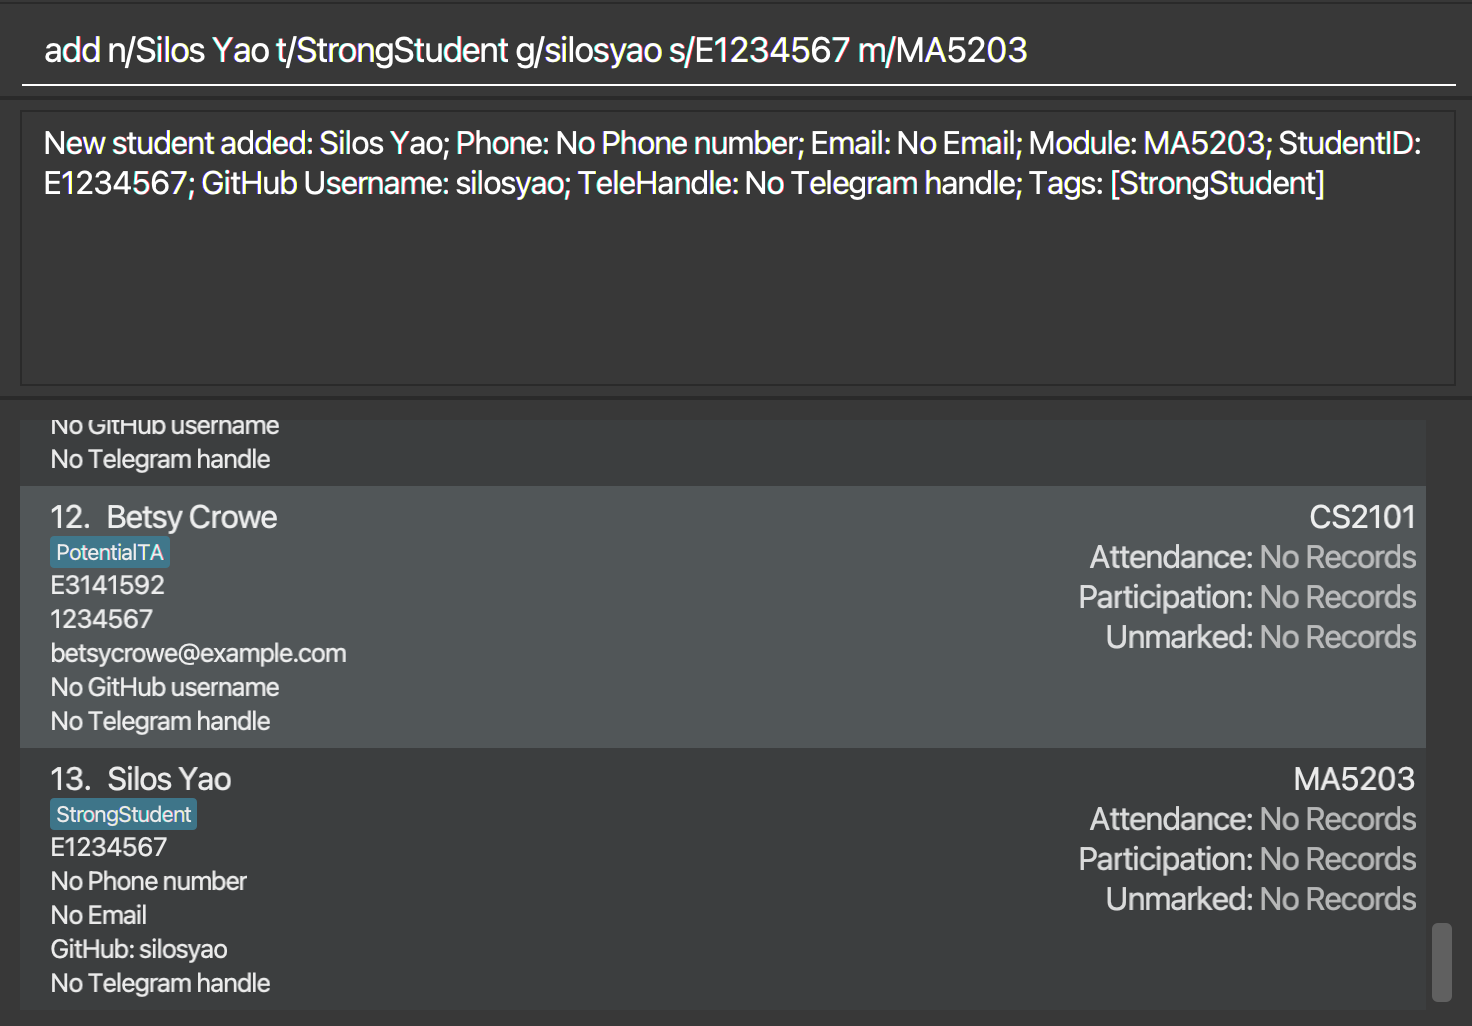 add n/Silos Yao t/StrongStudent g/silosyao s/E1234567 m/MA5203
New student added: Silos Yao; Phone: No Phone number; Email: No Email; Module: MA5203; StudentID:
E1234567; GitHub Username: silosyao; TeleHandle: No Telegram handle; Tags: [StrongStudent]
No GitHub username
No Telegram handle
12. Betsy Crowe
CS2101
PotentialTA
Attendance: No Records
E3141592
Participation: No Records
1234567
Unmarked: No Records
betsycrowe@example.com
No GitHub username
No Telegram handle
13. Silos Yao
MA5203
StrongStudent
Attendance: No Records
E1234567
Participation: No Records
No Phone number
Unmarked: No Records
No Email
GitHub: silosyao
No Telegram handle